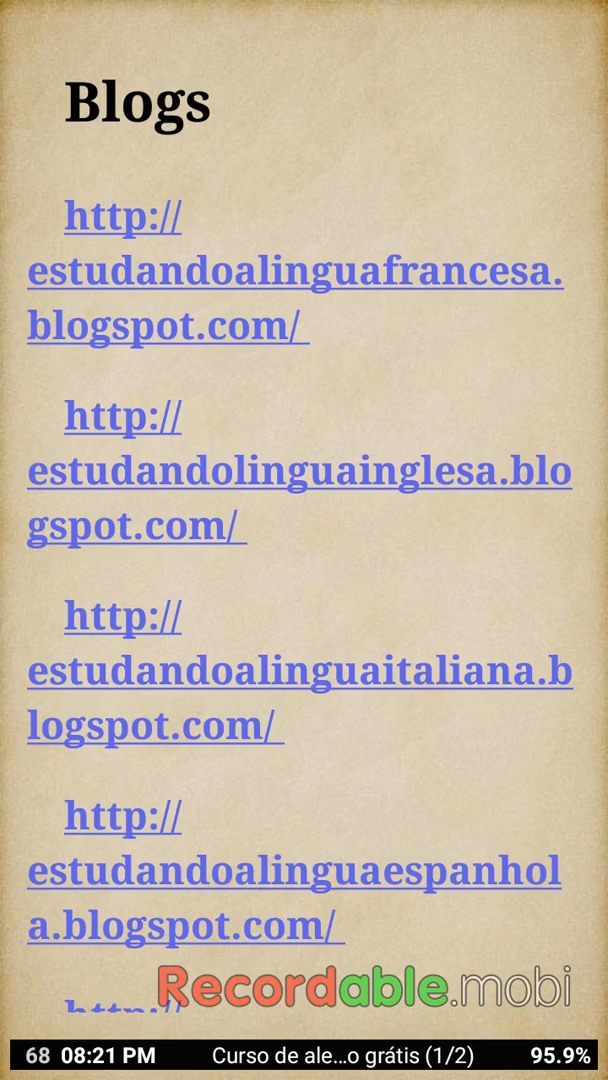 Blogs
http://
estudandoalinguafrancesa.
blogspot.com/
http://
estudandolinguainglesa.blo
gspot.com/
http://
estudandoalinguaitaliana.b
logspot.com/
http://
estudandoalinguaespanhol
a.blogspot.com/
http://
Recordable.mobi
68 08:21 PM Curso de ale...o grátis (1/2) 95.9%